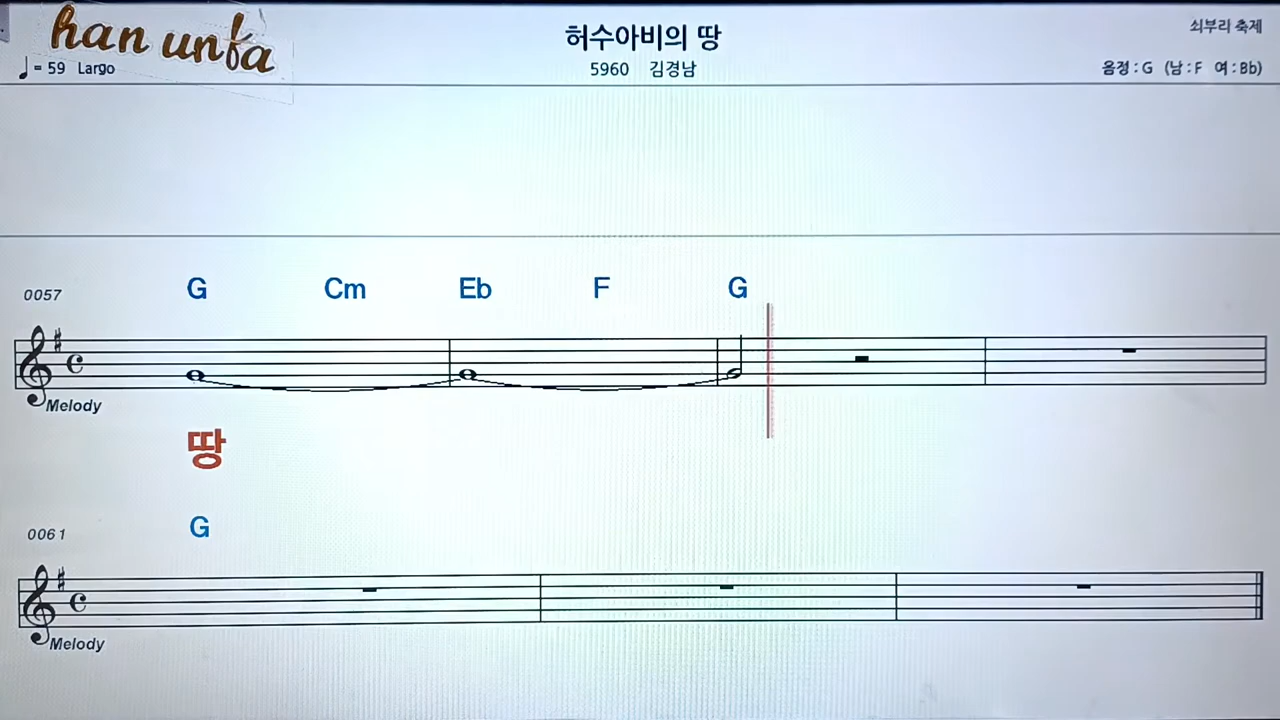 han unfa
허수아비의 땅
쇠부리 축제
♩= 59 Largo
5960 김경남
음정 : G (남 : F 여 : Bb)
0057
G Cm Eb F G
Melody
땅
0061
G
Melody